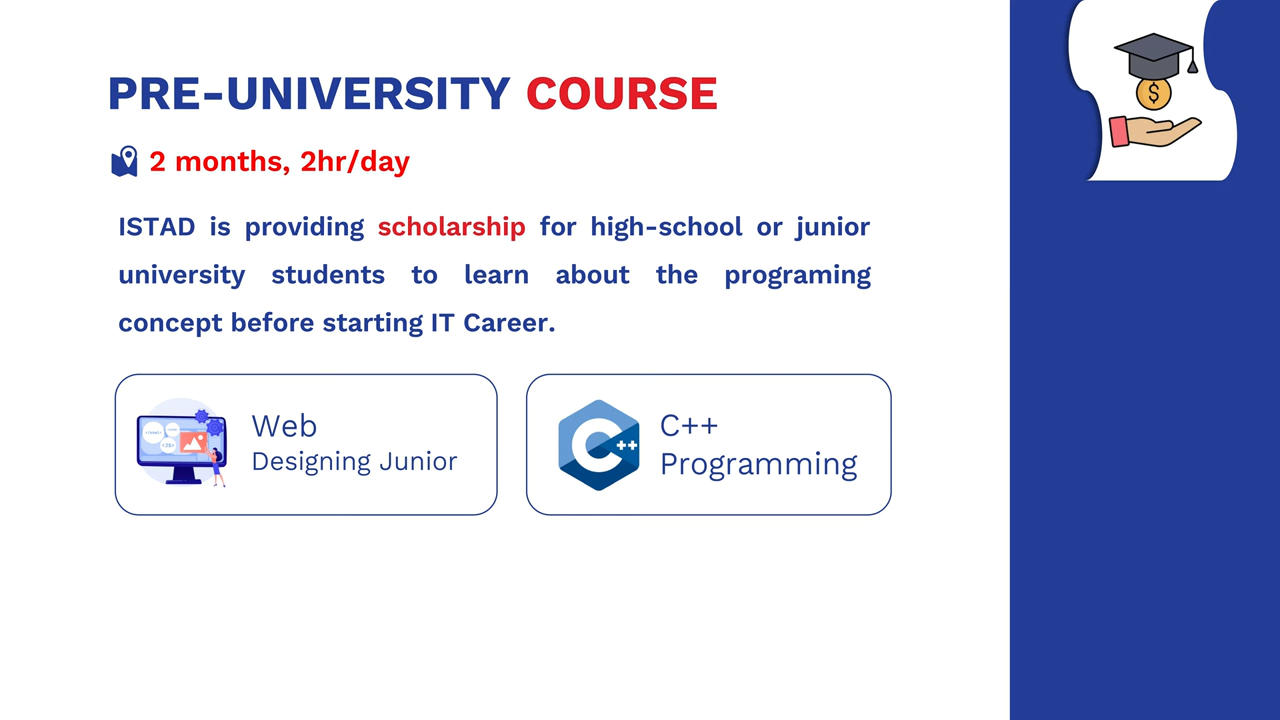 PRE-UNIVERSITY COURSE
2 months, 2hr/day
ISTAD is providing scholarship for high-school or junior
university students to learn about the programing
concept before starting IT Career.
Web
Designing Junior
C++
Programming